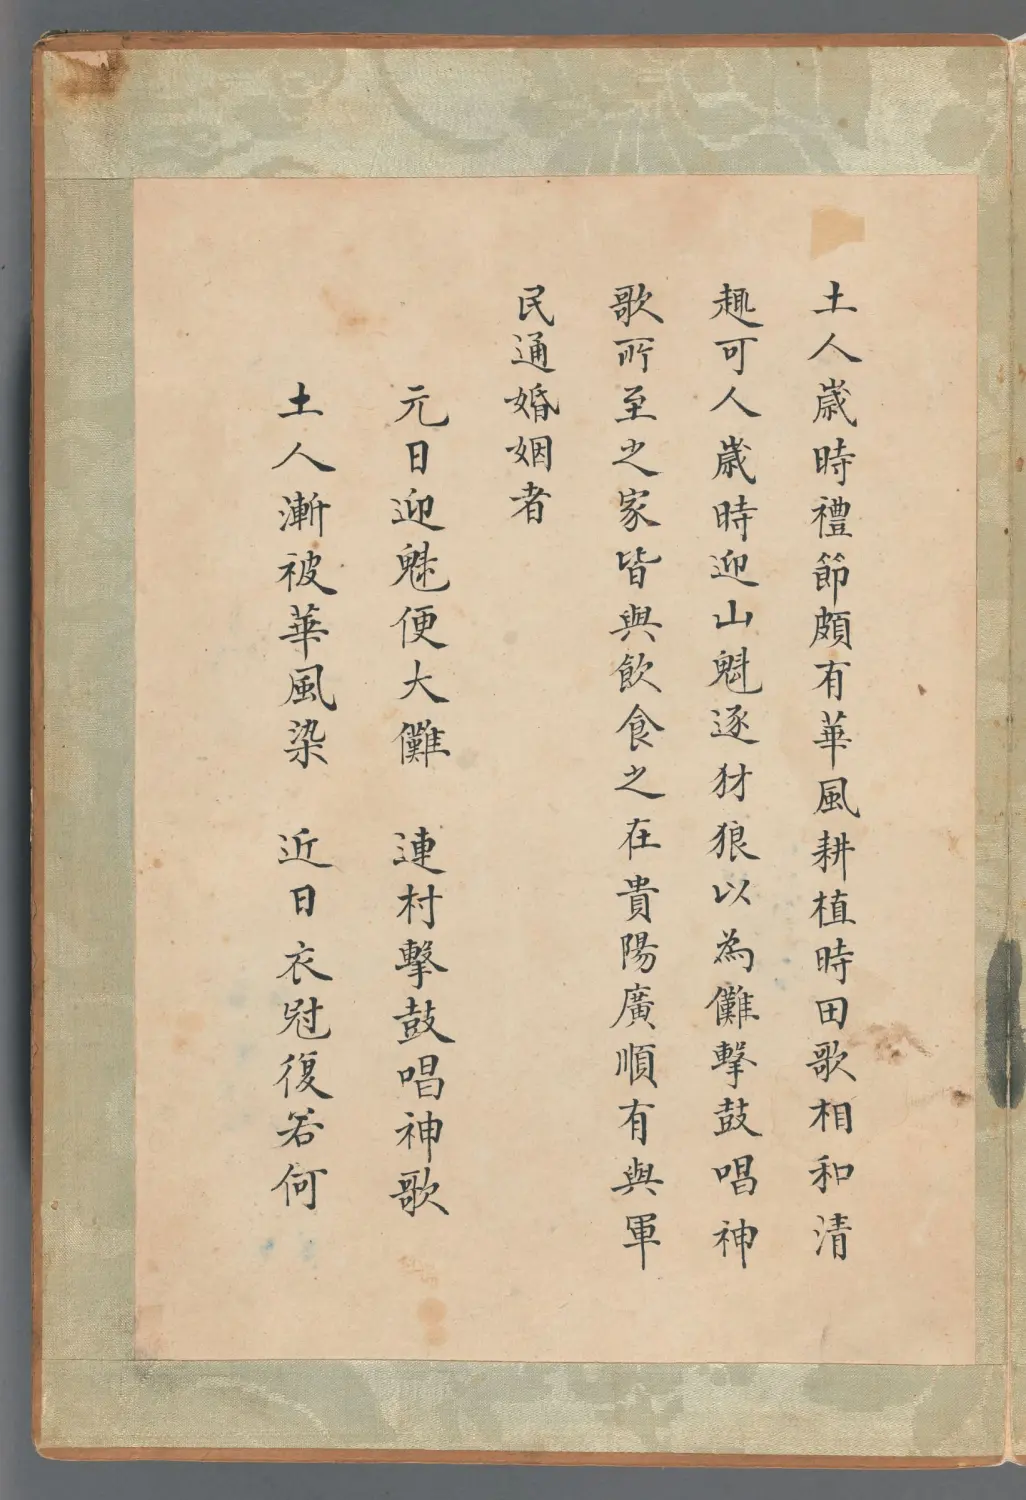 土人歳時禮節頗有華風耕植時田歌相和清
趣可人歳時迎山魈逐豺狼以為儺擊鼓唱神
歌所至之家皆與飲食之在貴陽廣順有與軍
民通婚姻者
元日迎魈便大儺 連村擊鼓唱神歌
土人漸被華風染 近日衣冠復若何